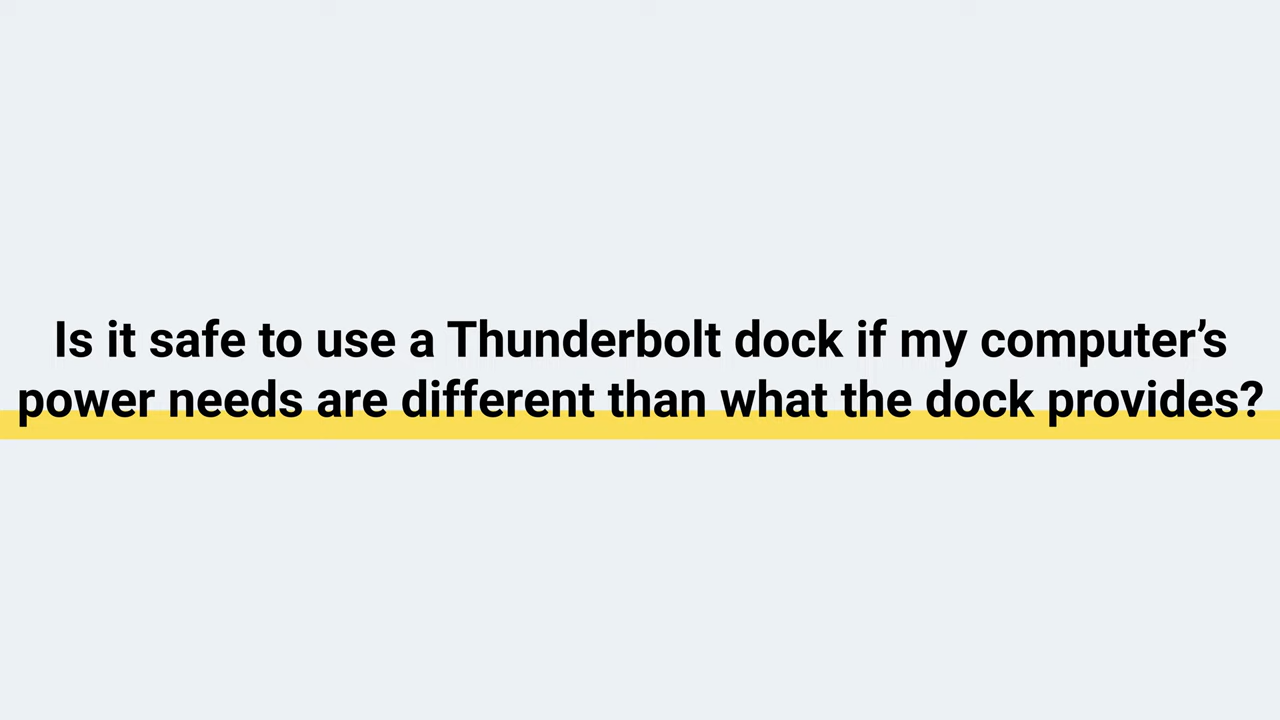 Is it safe to use a Thunderbolt dock if my computer’s
power needs are different than what the dock provides?